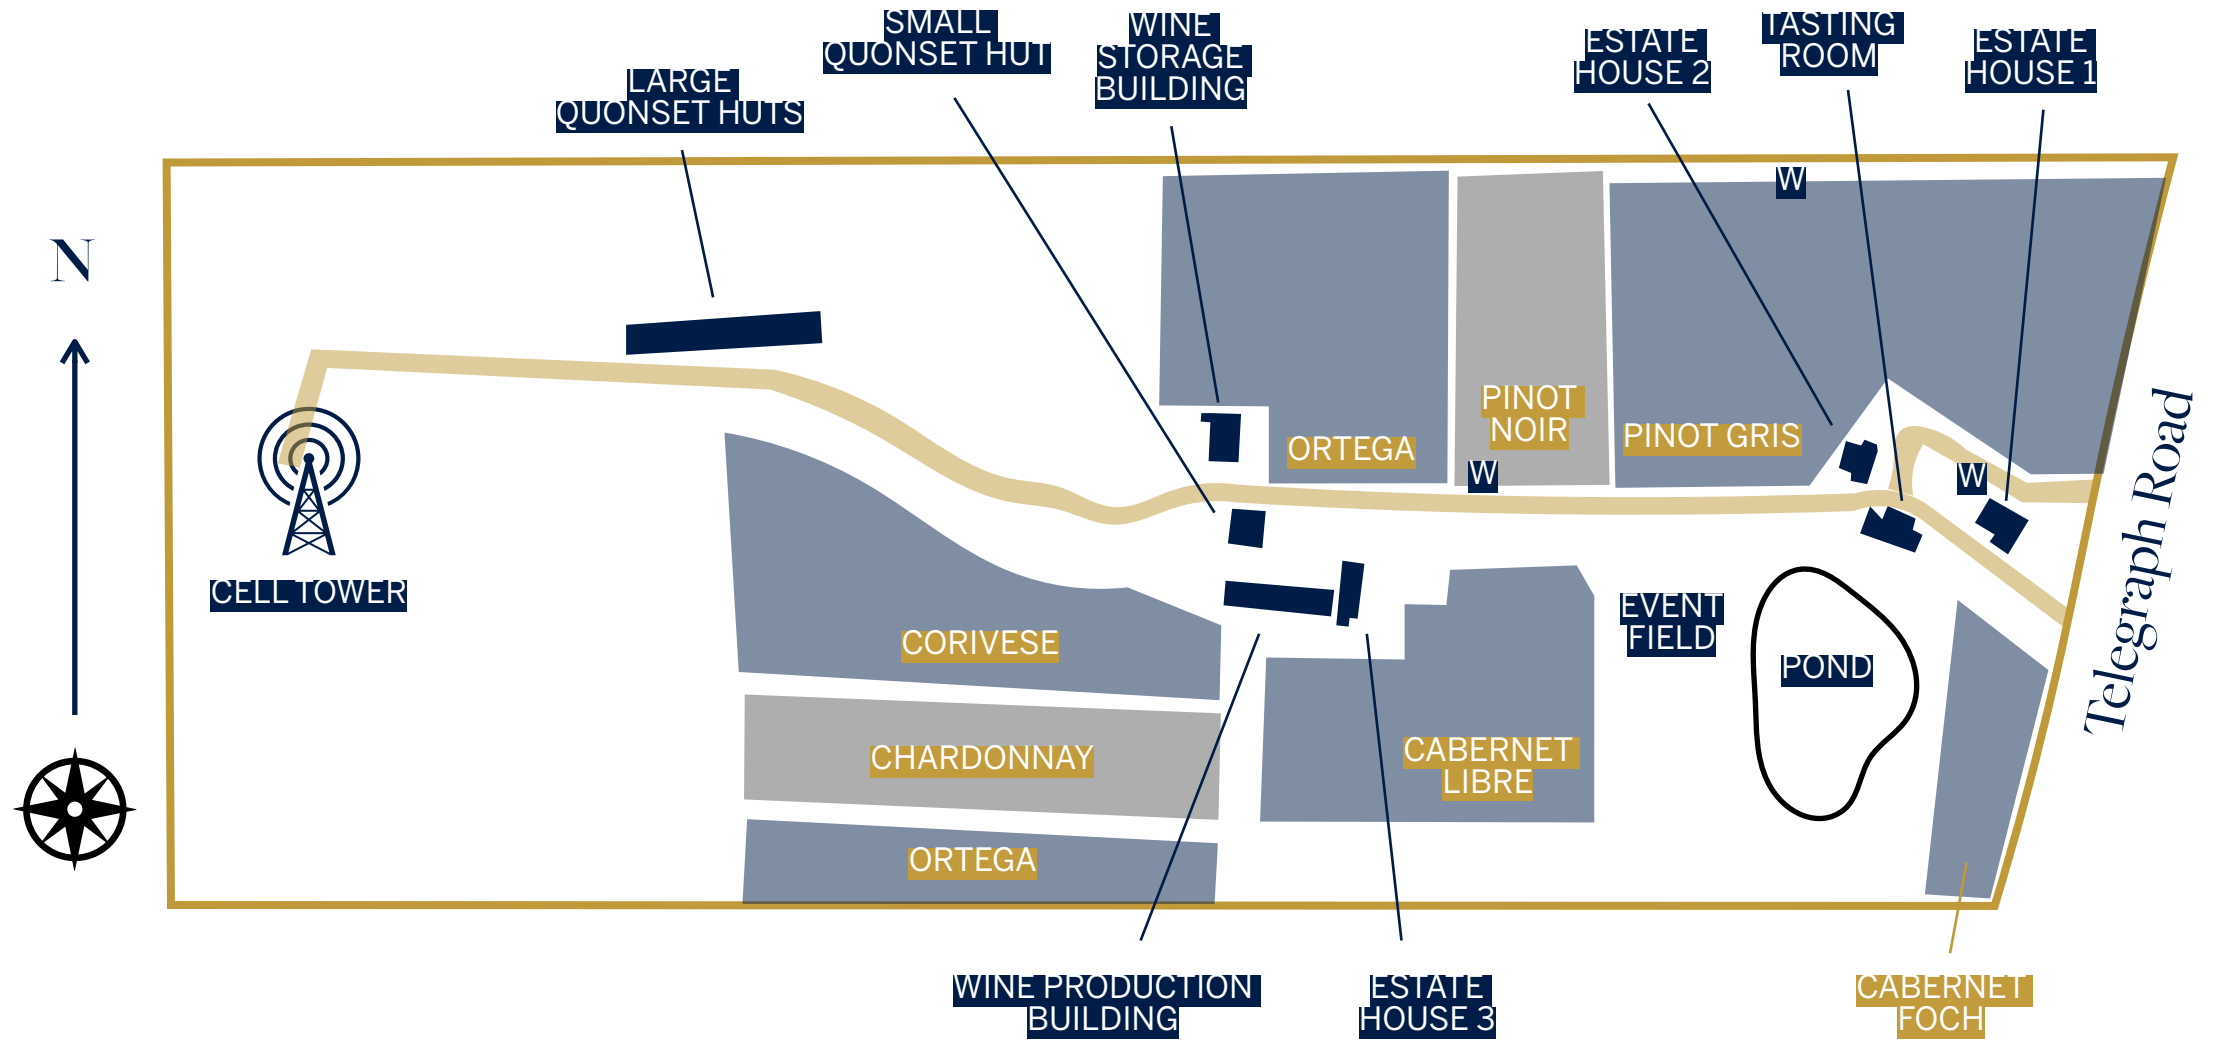 SMALL
QUONSET HUT
WINE
STORAGE
BUILDING
ESTATE
HOUSE 2
TASTING
ROOM
ESTATE
HOUSE 1
LARGE
QUONSET HUTS
W
N
PINOT
NOIR
ORTEGA
PINOT GRIS
W
W
CELL TOWER
EVENT
FIELD
Telegraph Road
CORIVESE
POND
CHARDONNAY
CABERNET
LIBRE
ORTEGA
WINE PRODUCTION
BUILDING
ESTATE
HOUSE 3
CABERNET
FOCH